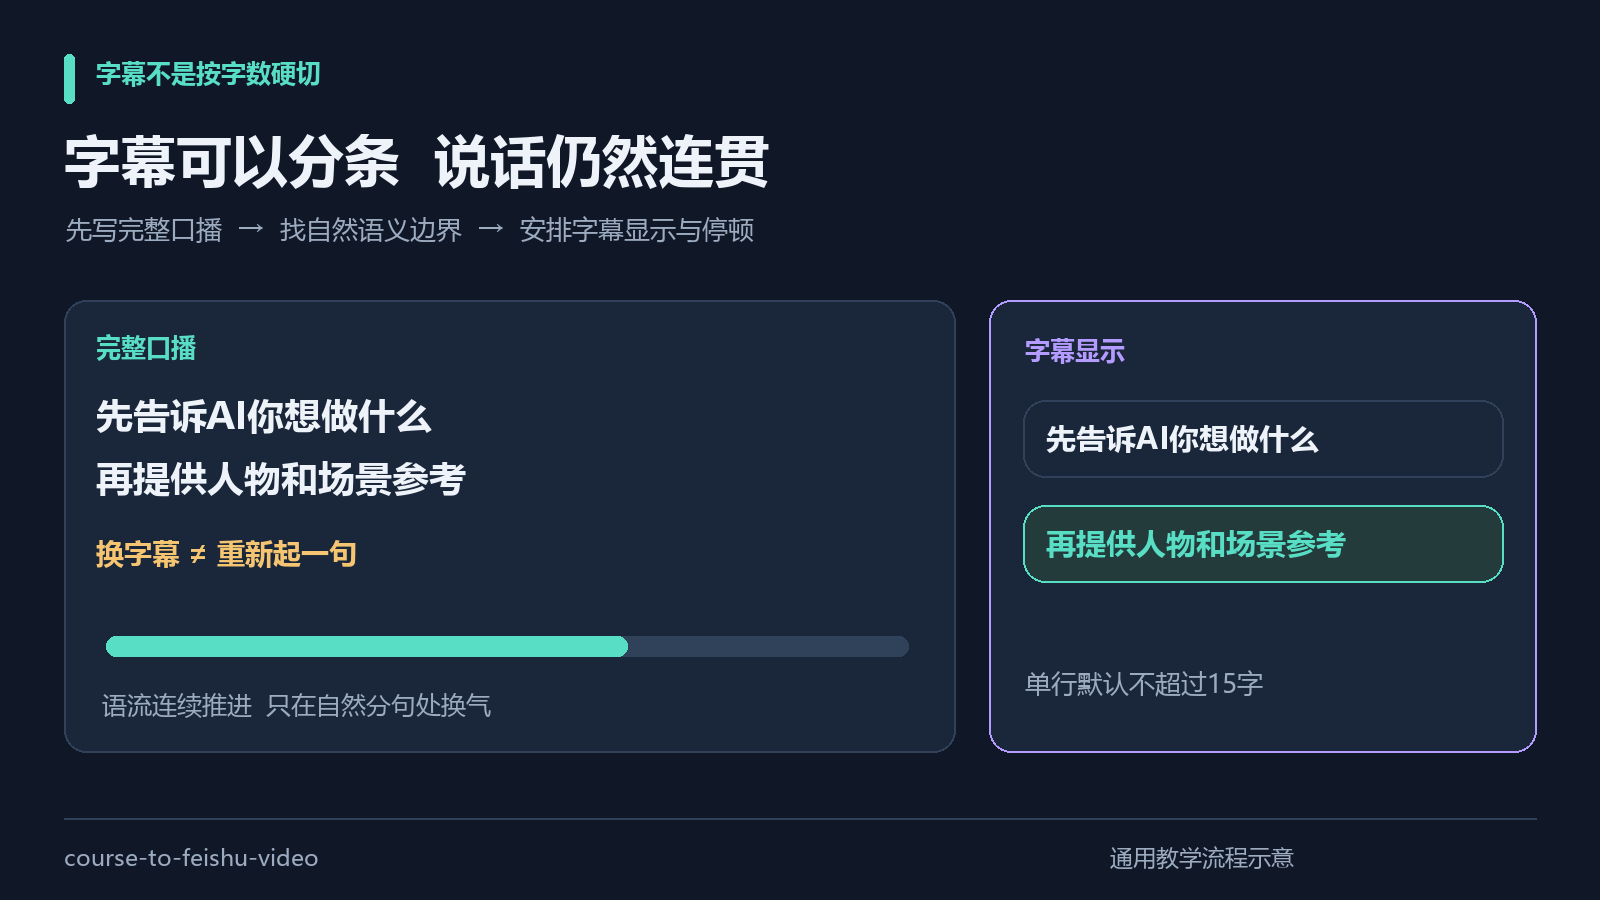 字幕不是按字数硬切
字幕可以分条 说话仍然连贯
先写完整口播 → 找自然语义边界 → 安排字幕显示与停顿
完整口播
先告诉AI你想做什么
再提供人物和场景参考
换字幕 ≠ 重新起一句
语流连续推进 只在自然分句处换气
字幕显示
先告诉AI你想做什么
再提供人物和场景参考
单行默认不超过15字
course-to-feishu-video
通用教学流程示意